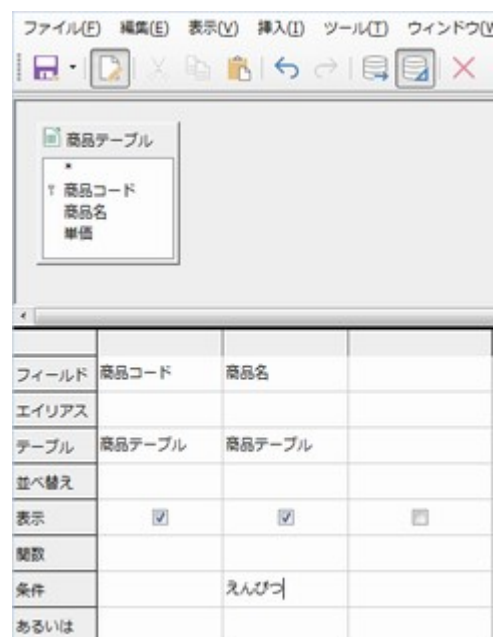 ファイル(F) 編集(E) 表示(V) 挿入(I) ツール(T) ウィンドウ(V
商品テーブル
*
商品コード
商品名
単価
フィールド 商品コード 商品名
エイリアス
テーブル 商品テーブル 商品テーブル
並べ替え
表示
関数
条件 えんぴつ
あるいは